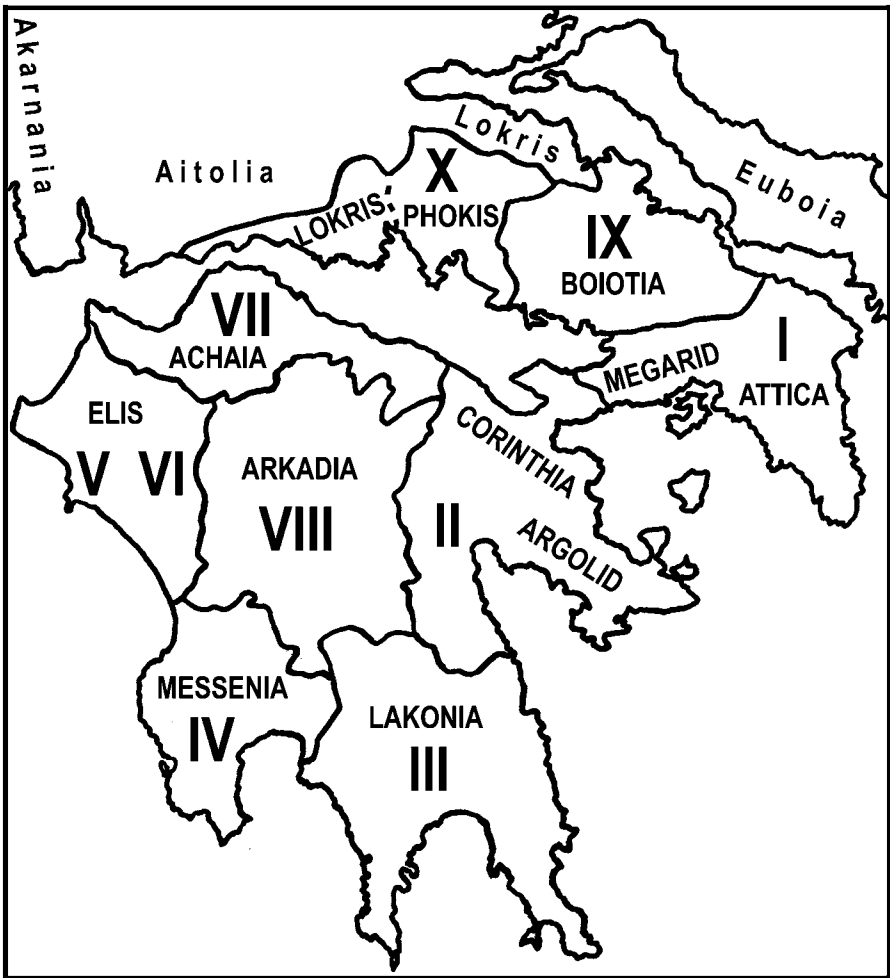 Akarnania
Aitolia
Lokris
Euboia
X
PHOKIS
LOKRIS
IX
BOIOTIA
VII
ACHAIA
I
ATTICA
MEGARID
ELIS
V VI
ARKADIA
VIII
CORINTHIA
II
ARGOLID
MESSENIA
IV
LAKONIA
III